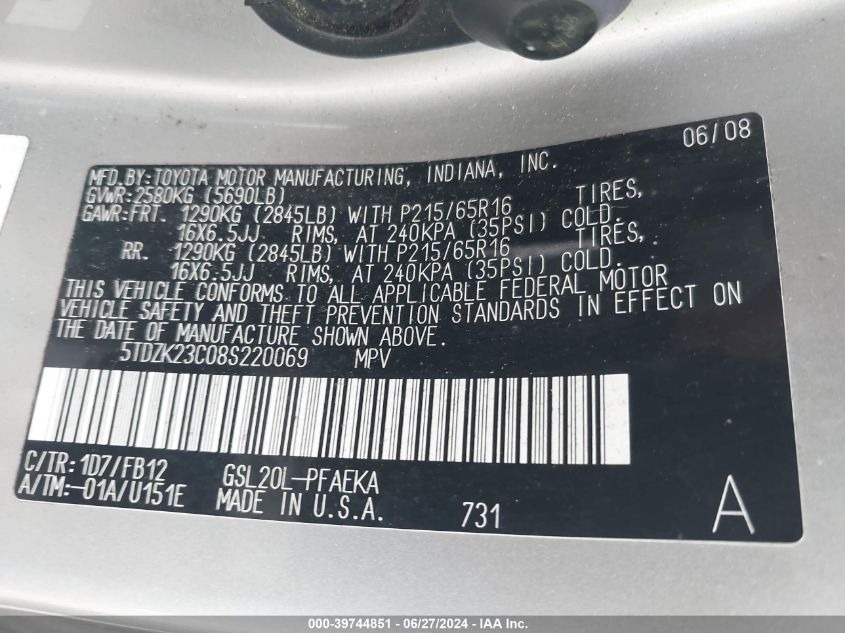 06/08
MFD.BY:TOYOTA MOTOR MANUFACTURING, INDIANA, INC.
GVWR:2580KG (5690LB)
GAWR:FRT. 1290KG (2845LB) WITH P215/65R16 TIRES,
16X6.5JJ RIMS, AT 240KPA (35PSI) COLD.
RR. 1290KG (2845LB) WITH P215/65R16 TIRES,
16X6.5JJ RIMS, AT 240KPA (35PSI) COLD.
THIS VEHICLE CONFORMS TO ALL APPLICABLE FEDERAL MOTOR
VEHICLE SAFETY AND THEFT PREVENTION STANDARDS IN EFFECT ON
THE DATE OF MANUFACTURE SHOWN ABOVE.
5TDZK23C08S220069 MPV
C/TR: 1D7/FB12 GSL20L-PFAEKA
A/TM:-01A/U151E MADE IN U.S.A. 731 A
000-39744851 - 06/27/2024 - IAA Inc.